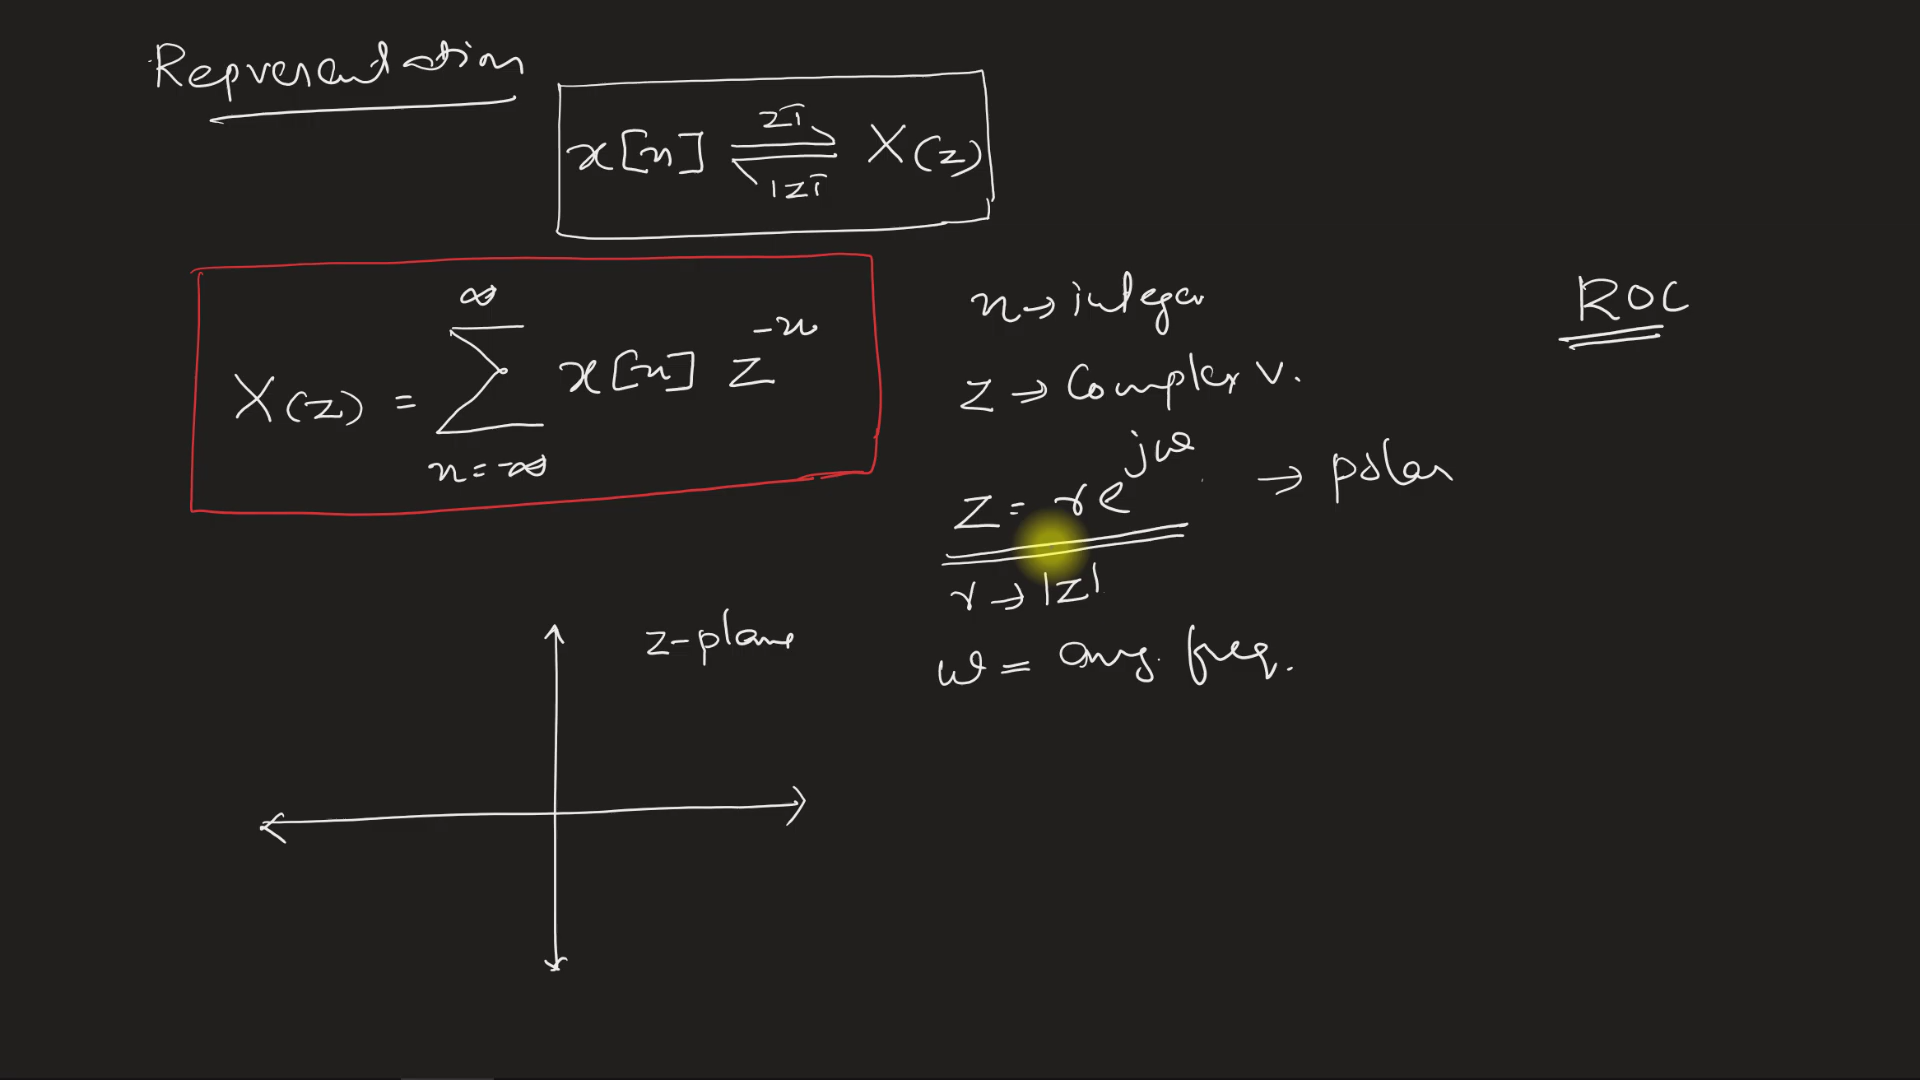 Representation
x[n] ⇌ X(z)
ZT
IZT
X(z) = ∑ x[n] z^-n
∞
n=-∞
n → integer
z → Complex v.
z = re^jω → polar
r → |z|
ω = ang. freq.
ROC
z-plane